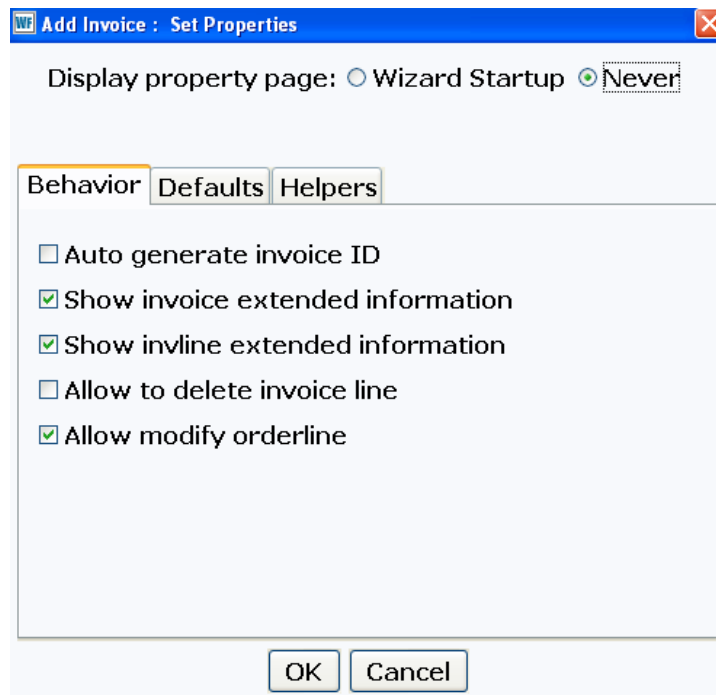 WF Add Invoice : Set Properties
Display property page: Wizard Startup Never
Behavior Defaults Helpers
Auto generate invoice ID
Show invoice extended information
Show invline extended information
Allow to delete invoice line
Allow modify orderline
OK Cancel